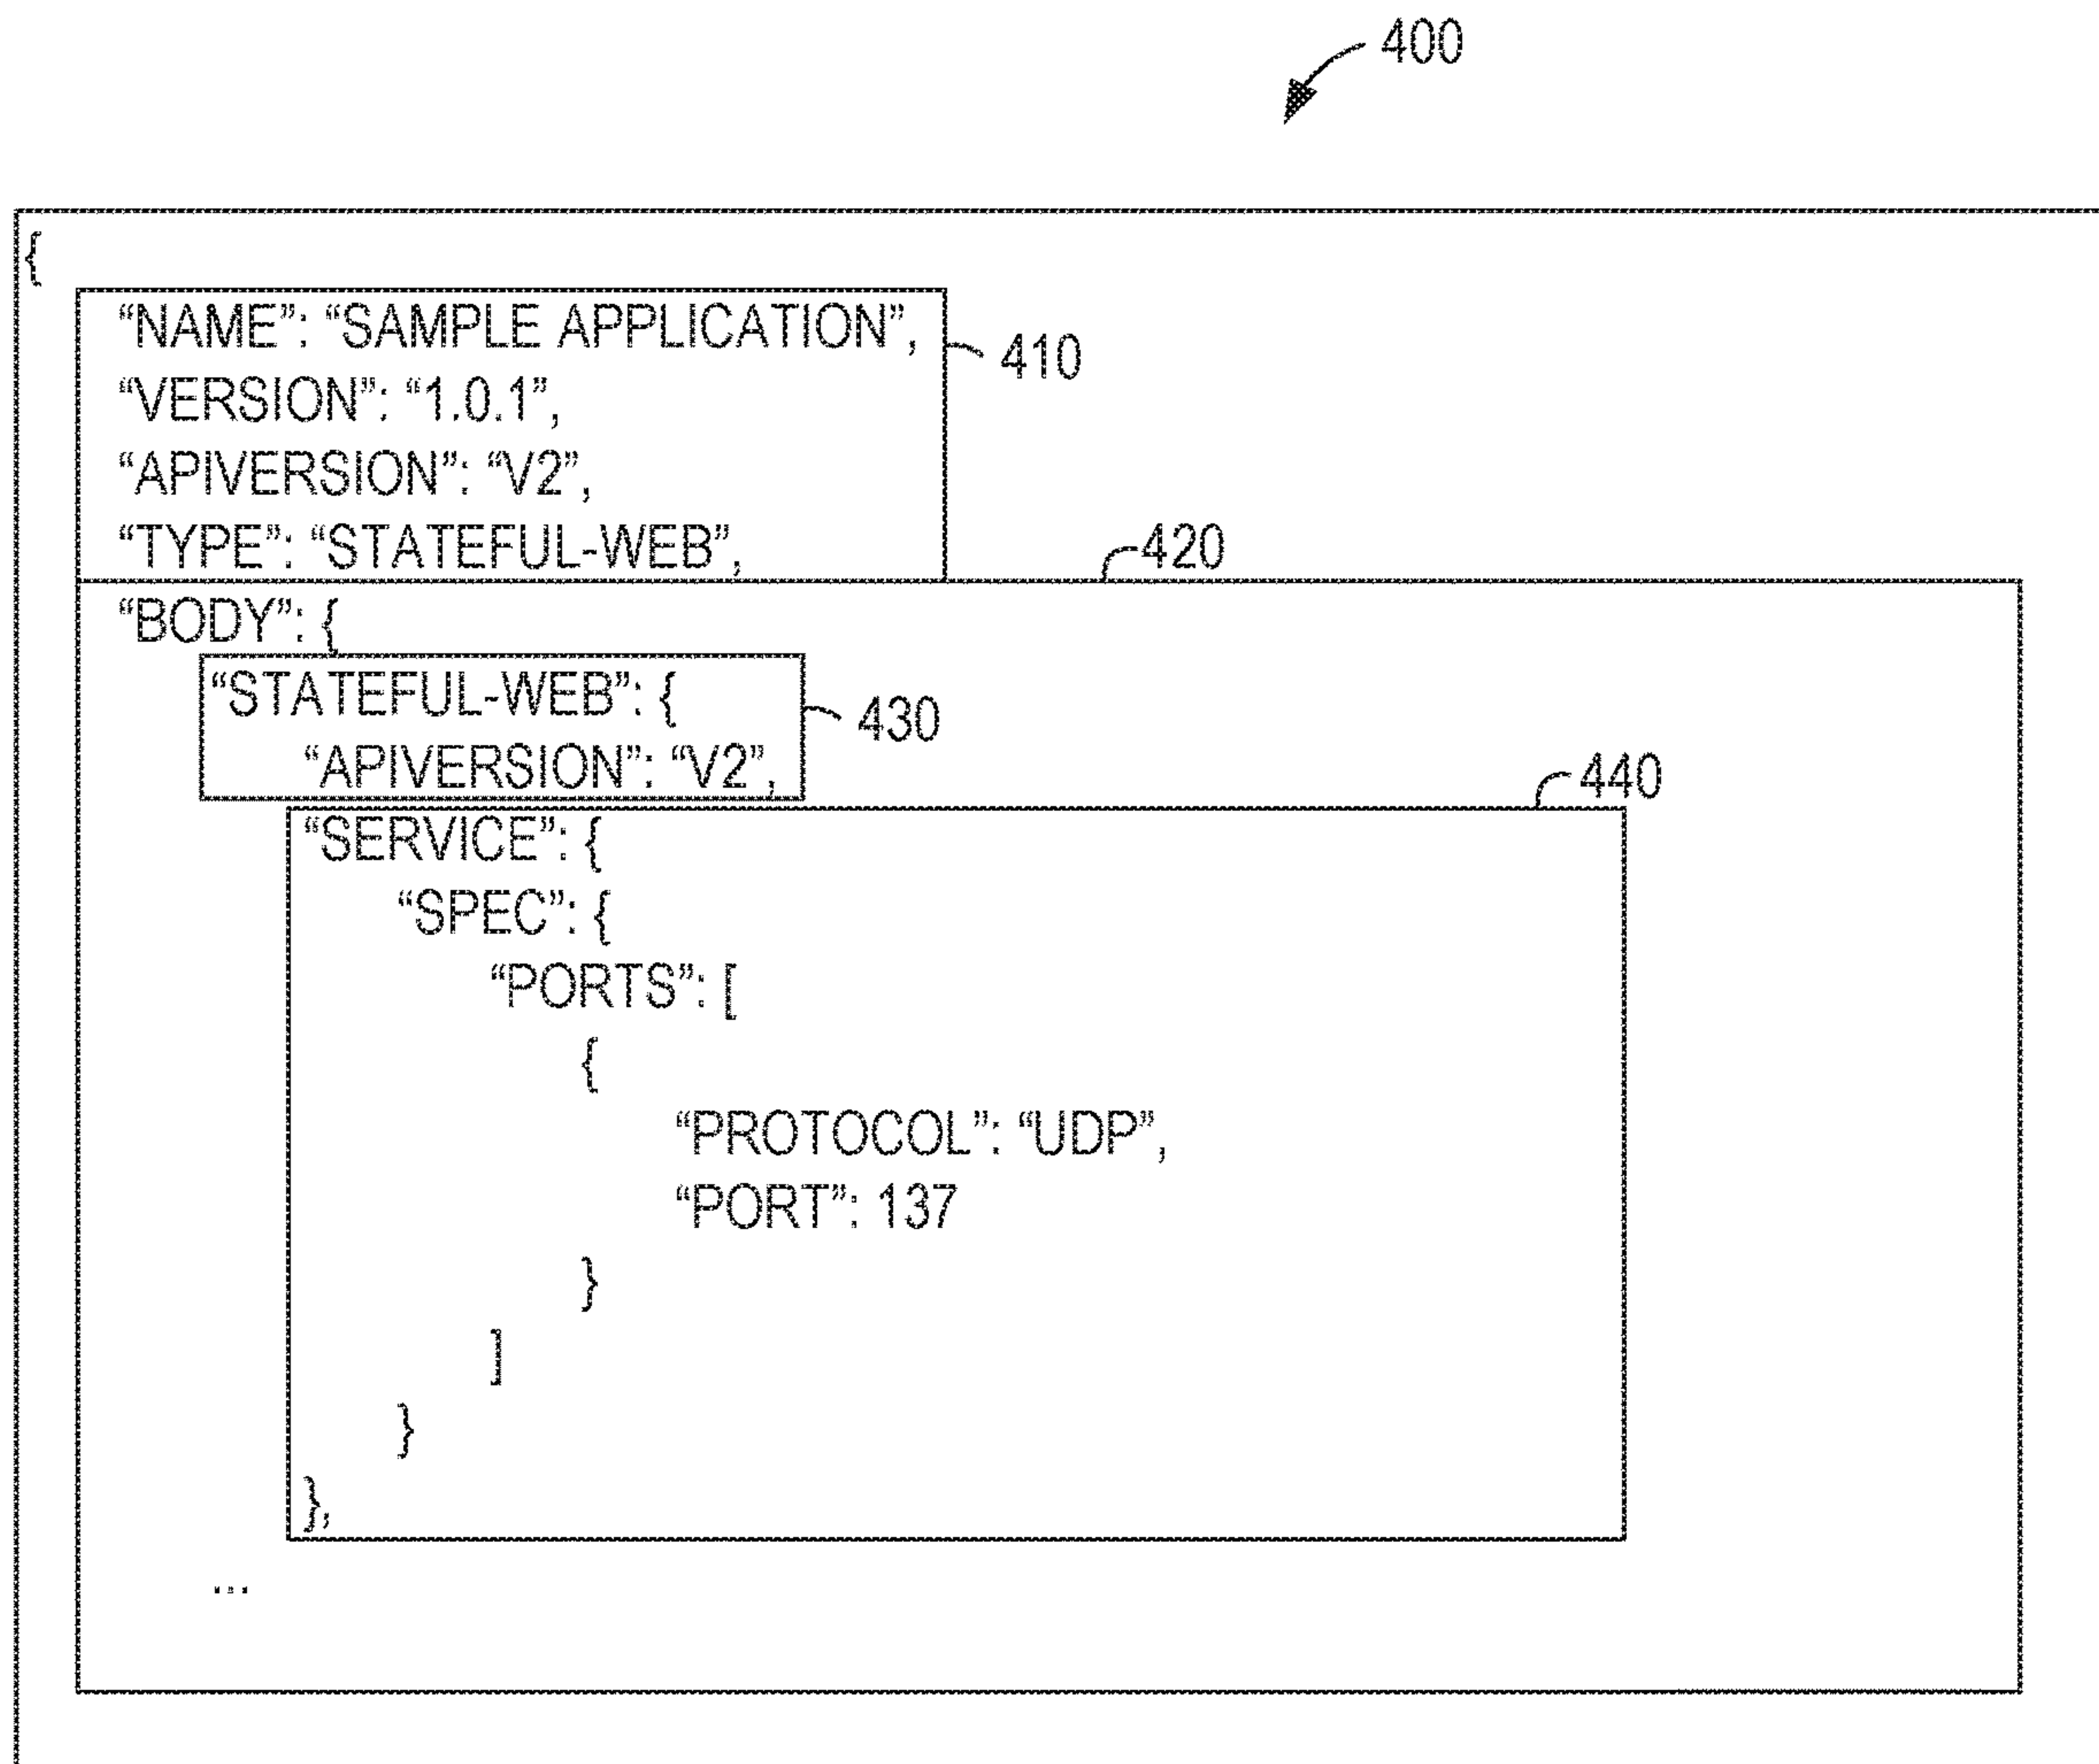 400
{
“NAME”: “SAMPLE APPLICATION”,
410
“VERSION”: “1.0.1”,
“APIVERSION”: “V2”,
“TYPE”: “STATEFUL-WEB”,
420
“BODY”: {
“STATEFUL-WEB”: {
430
“APIVERSION”: “V2”,
440
“SERVICE”: {
“SPEC”: {
“PORTS”: [
{
“PROTOCOL”: “UDP”,
“PORT”: 137
}
]
}
},
...